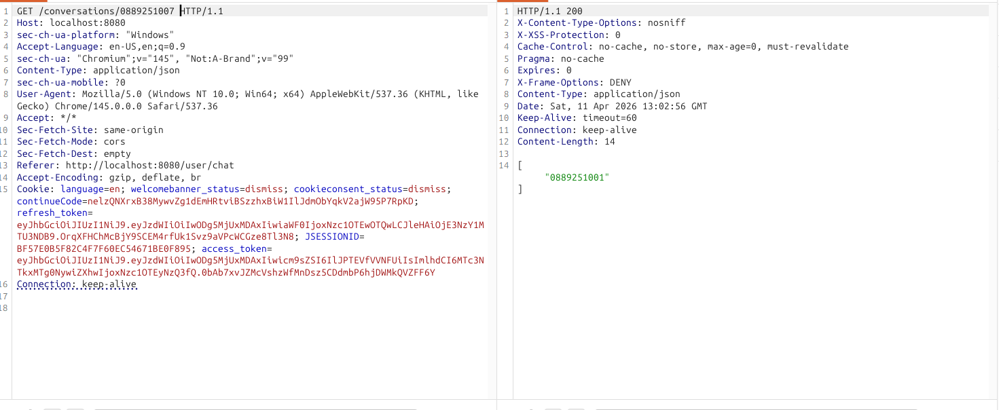 1 GET /conversations/0889251007 HTTP/1.1
2 Host: localhost:8080
3 sec-ch-ua-platform: "Windows"
4 Accept-Language: en-US,en;q=0.9
5 sec-ch-ua: "Chromium";v="145", "Not:A-Brand";v="99"
6 Content-Type: application/json
7 sec-ch-ua-mobile: ?0
8 User-Agent: Mozilla/5.0 (Windows NT 10.0; Win64; x64) AppleWebKit/537.36 (KHTML, like
Gecko) Chrome/145.0.0.0 Safari/537.36
9 Accept: */*
10 Sec-Fetch-Site: same-origin
11 Sec-Fetch-Mode: cors
12 Sec-Fetch-Dest: empty
13 Referer: http://localhost:8080/user/chat
14 Accept-Encoding: gzip, deflate, br
15 Cookie: language=en; welcomebanner_status=dismiss; cookieconsent_status=dismiss;
continueCode=nelzQNXrxB38MywvZg1dEmHRtviBSzzhxBiW1IlJdmObYqkV2ajW95P7RpKD;
refresh_token=
eyJhbGciOiJIUzI1NiJ9.eyJzdWIiOiIwODg5MjUxMDAxIiwiaWF0IjoxNzc1OTEwOTQwLCJleHAiOjE3NzY1M
TU3NDB9.OrqXFHChMcBjY9SCEM4rfUk1Svz9aVPcWCGze8Tl3N8; JSESSIONID=
BF57E0B5F82C4F7F60EC54671BE0F895; access_token=
eyJhbGciOiJIUzI1NiJ9.eyJzdWIiOiIwODg5MjUxMDAxIiwicm9sZSI6IlJPTEVfVVNFUiIsImlhdCI6MTc3N
TkxMTg0NywiZXhwIjoxNzc1OTEyNzQ3fQ.0bAb7xvJZMcVshzWfMnDsz5CDdmbP6hjDWMkQVZFF6Y
16 Connection: keep-alive
17
18
1 HTTP/1.1 200
2 X-Content-Type-Options: nosniff
3 X-XSS-Protection: 0
4 Cache-Control: no-cache, no-store, max-age=0, must-revalidate
5 Pragma: no-cache
6 Expires: 0
7 X-Frame-Options: DENY
8 Content-Type: application/json
9 Date: Sat, 11 Apr 2026 13:02:56 GMT
10 Keep-Alive: timeout=60
11 Connection: keep-alive
12 Content-Length: 14
13
14 [
"0889251001"
]